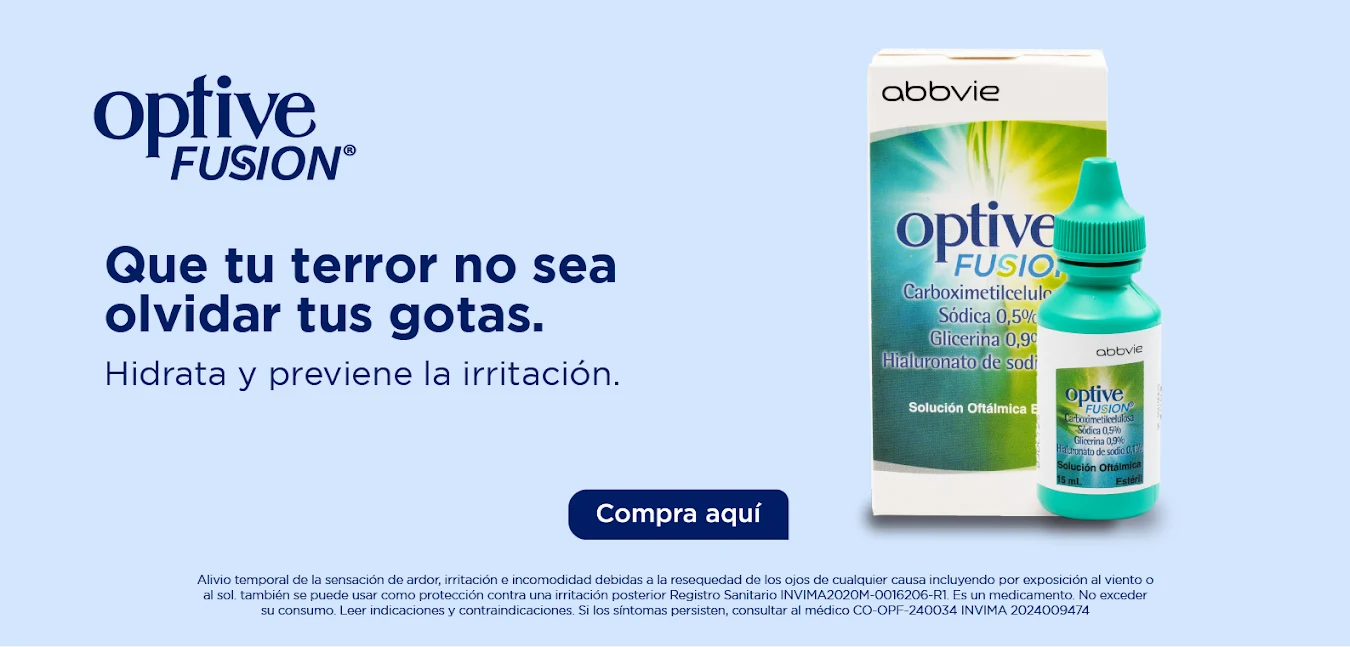 optive
FUSION®
Que tu terror no sea
olvidar tus gotas.
Hidrata y previene la irritación.
Compra aquí
abbvie
optive
FUSIO
Carboximetilcelulo
Sódica 0,5%
Glicerina 0,9
Hialuronato de sodi
Solución Oftálmica E
abbvie
optive
FUSION®
Carboximetilcelulosa
Sódica 0,5%
Glicerina 0,9%
Hialuronato de sodio
Solución Oftálmica
15 mL Estéril
Alivio temporal de la sensación de ardor, irritación e incomodidad debidas a la resequedad de los ojos de cualquier causa incluyendo por exposición al viento o
al sol. también se puede usar como protección contra una irritación posterior Registro Sanitario INVIMA2020M-0016206-R1. Es un medicamento. No exceder
su consumo. Leer indicaciones y contraindicaciones. Si los síntomas persisten, consultar al médico CO-OPF-240034 INVIMA 2024009474